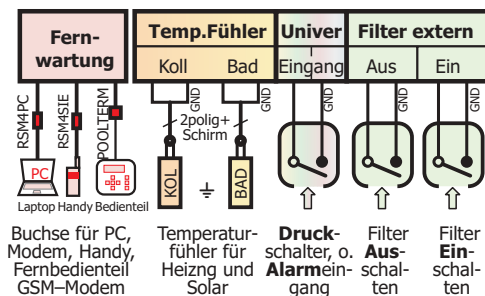 Fern-
wartung
Temp.Fühler
Koll Bad
Univer
Eingang
Filter extern
Aus Ein
GND GND GND GND GND
RSM4PC
RSM4SIE
POOLTERM
2polig+
Schirm
PC
KOL
BAD
Laptop Handy Bedienteil
Buchse für PC,
Modem, Handy,
Fernbedienteil
GSM–Modem
Temperatur-
fühler für
Heizng und
Solar
Druck-
schalter, o.
Alarmein-
gang
Filter
Aus-
schal-
ten
Filter
Ein-
schal-
ten